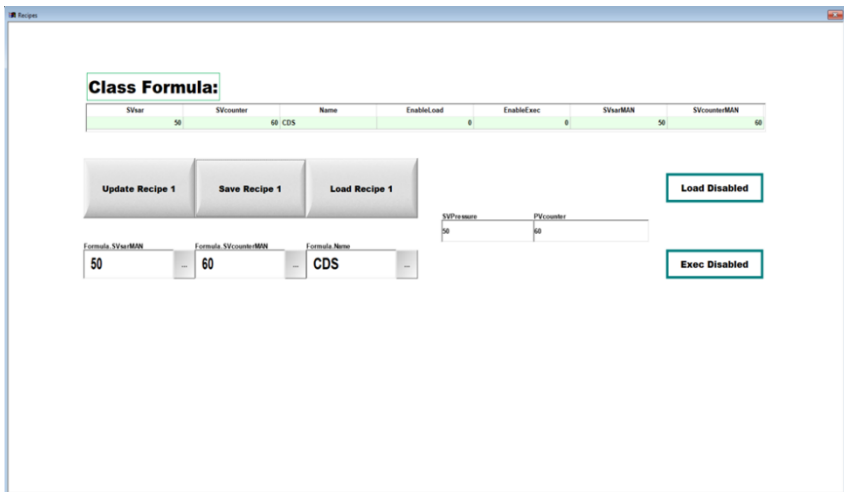 Recipes
Class Formula:
SVsar SVcounter Name EnableLoad EnableExec SVsarMAN SVcounterMAN
50 60 CDS 0 0 50 60
Update Recipe 1 Save Recipe 1 Load Recipe 1 Load Disabled
SVPressure PVcounter
50 60
Formula.SVsarMAN Formula.SVcounterMAN Formula.Name
50 ... 60 ... CDS ... Exec Disabled